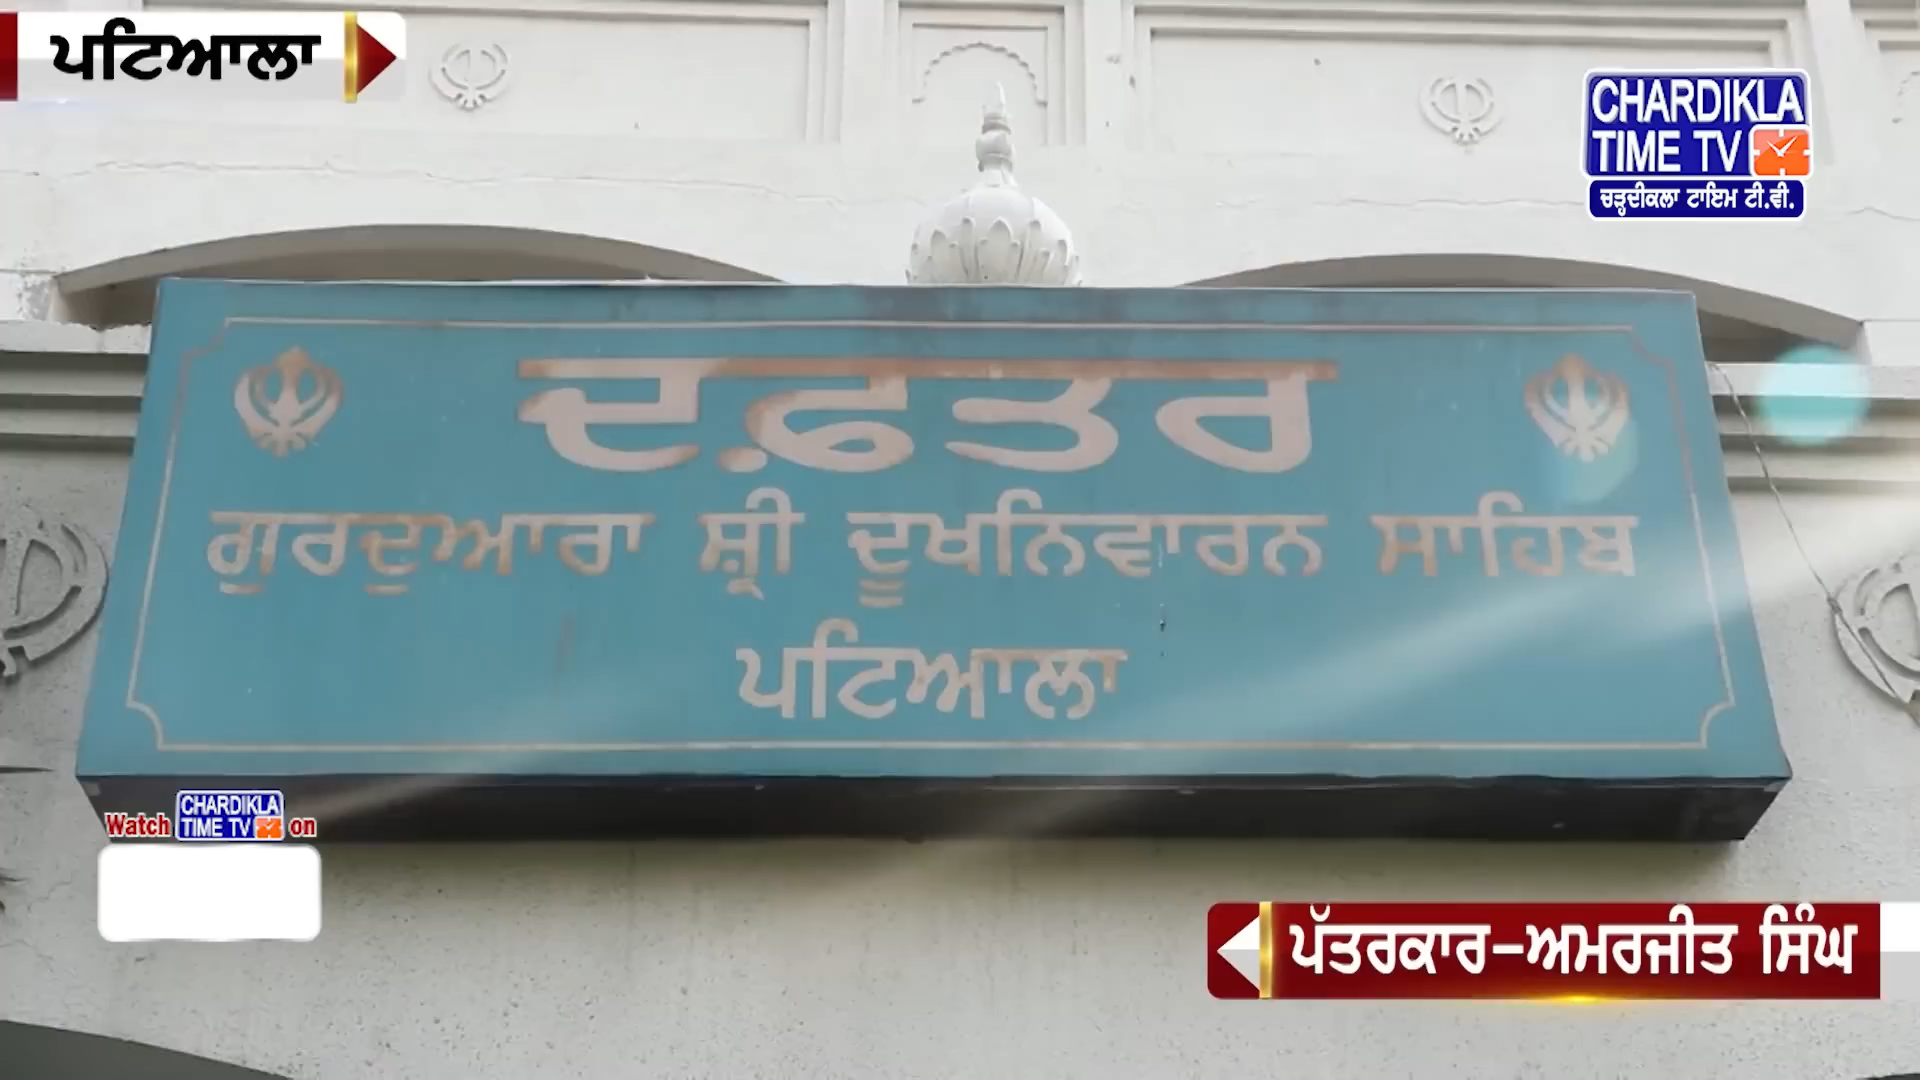 ਪਟਿਆਲਾ
CHARDIKLA
TIME TV
ਚੜ੍ਹਦੀਕਲਾ ਟਾਇਮ ਟੀ.ਵੀ.
ਦਫ਼ਤਰ
ਗੁਰਦੁਆਰਾ ਸ਼੍ਰੀ ਦੂਖਨਿਵਾਰਨ ਸਾਹਿਬ
ਪਟਿਆਲਾ
Watch CHARDIKLA TIME TV on
ਪੱਤਰਕਾਰ-ਅਮਰਜੀਤ ਸਿੰਘ